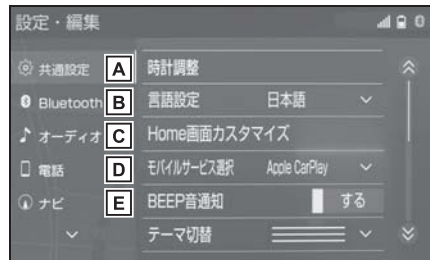 設定・編集
共通設定 A 時計調整
Bluetooth B 言語設定 日本語
オーディオ C Home画面カスタマイズ
電話 D モバイルサービス選択 Apple CarPlay
ナビ E BEEP音通知 する
テーマ切替